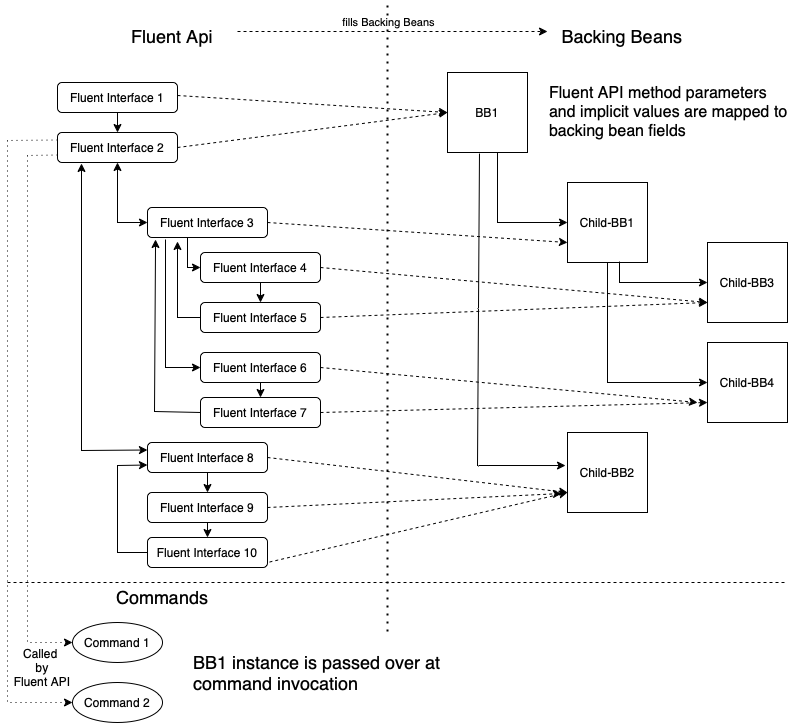 fills Backing Beans
Fluent Api
Backing Beans
Fluent Interface 1
BB1
Fluent API method parameters
and implicit values are mapped to
backing bean fields
Fluent Interface 2
Fluent Interface 3
Child-BB1
Fluent Interface 4
Child-BB3
Fluent Interface 5
Fluent Interface 6
Child-BB4
Fluent Interface 7
Fluent Interface 8
Child-BB2
Fluent Interface 9
Fluent Interface 10
Commands
Command 1
Called
by
Fluent API
BB1 instance is passed over at
command invocation
Command 2